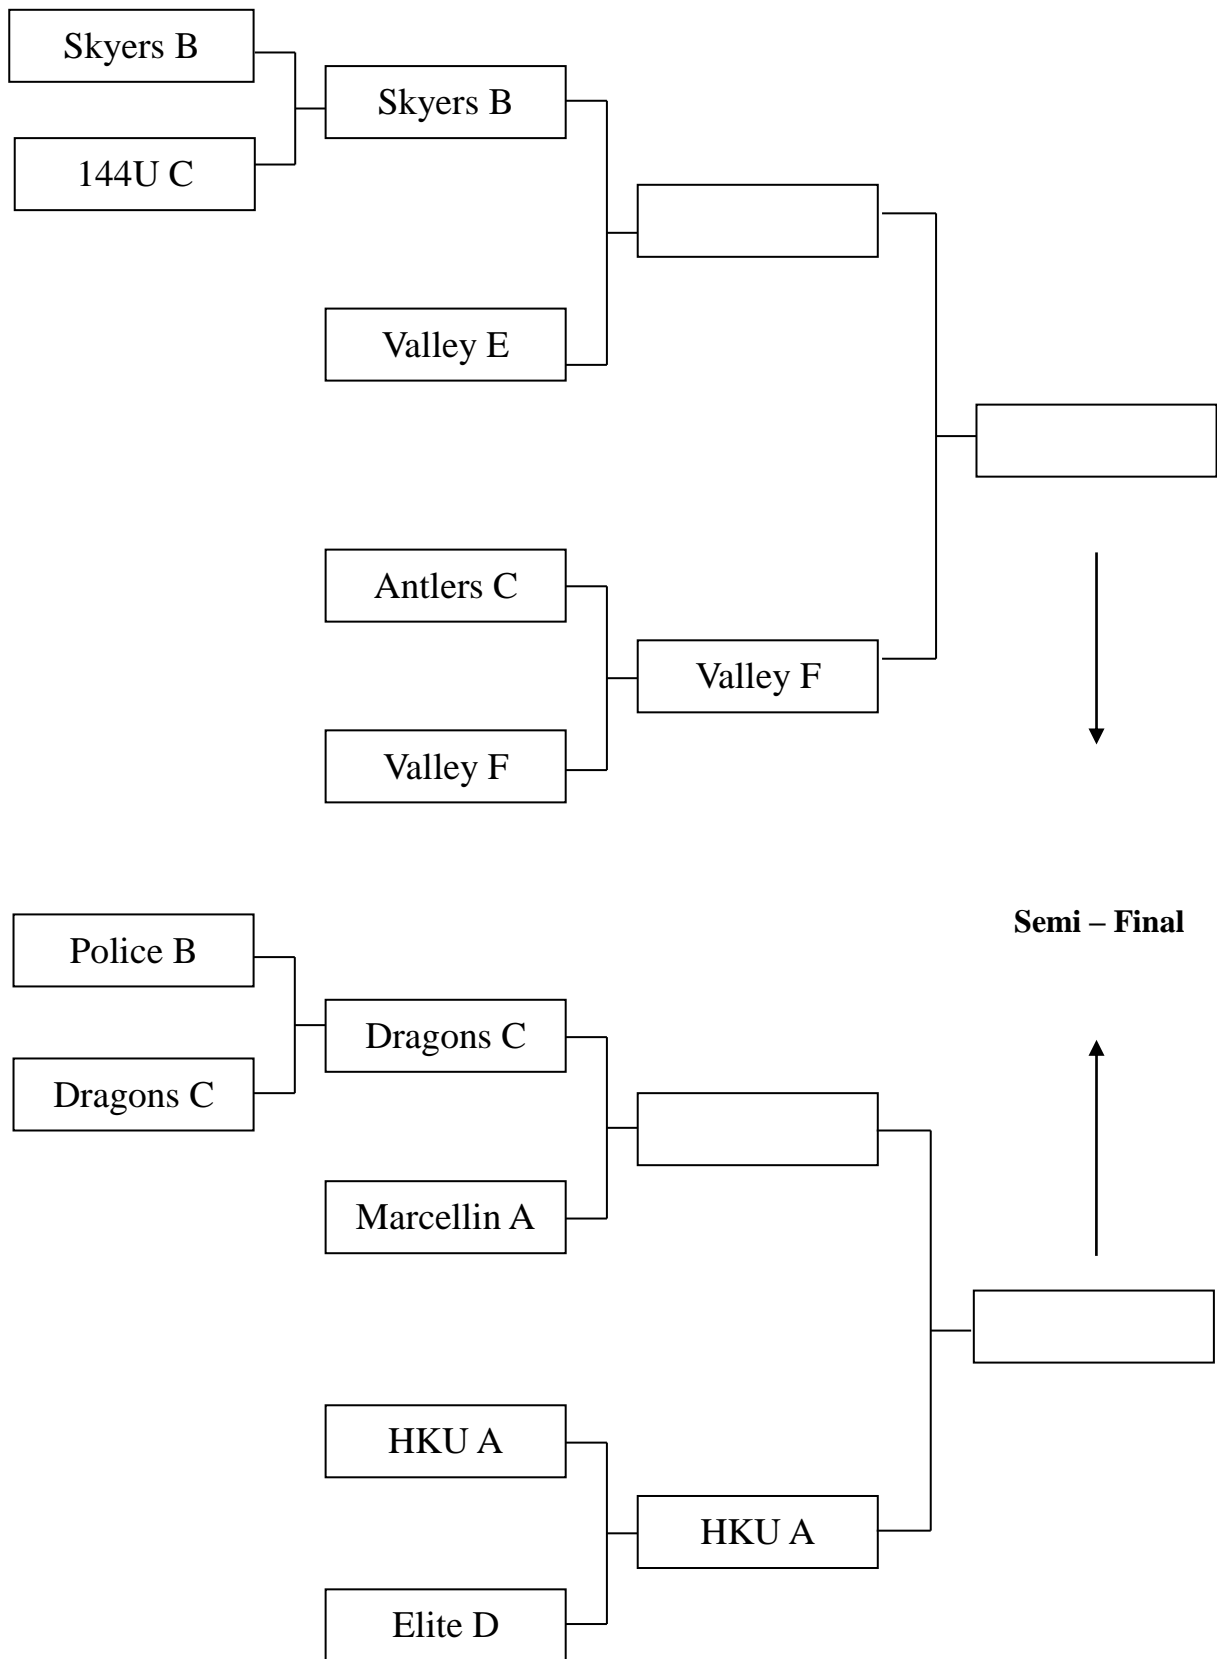 Skyers B
Skyers B
144U C
Valley E
Antlers C
Valley F
Valley F
Semi – Final
Police B
Dragons C
Dragons C
Marcellin A
HKU A
HKU A
Elite D